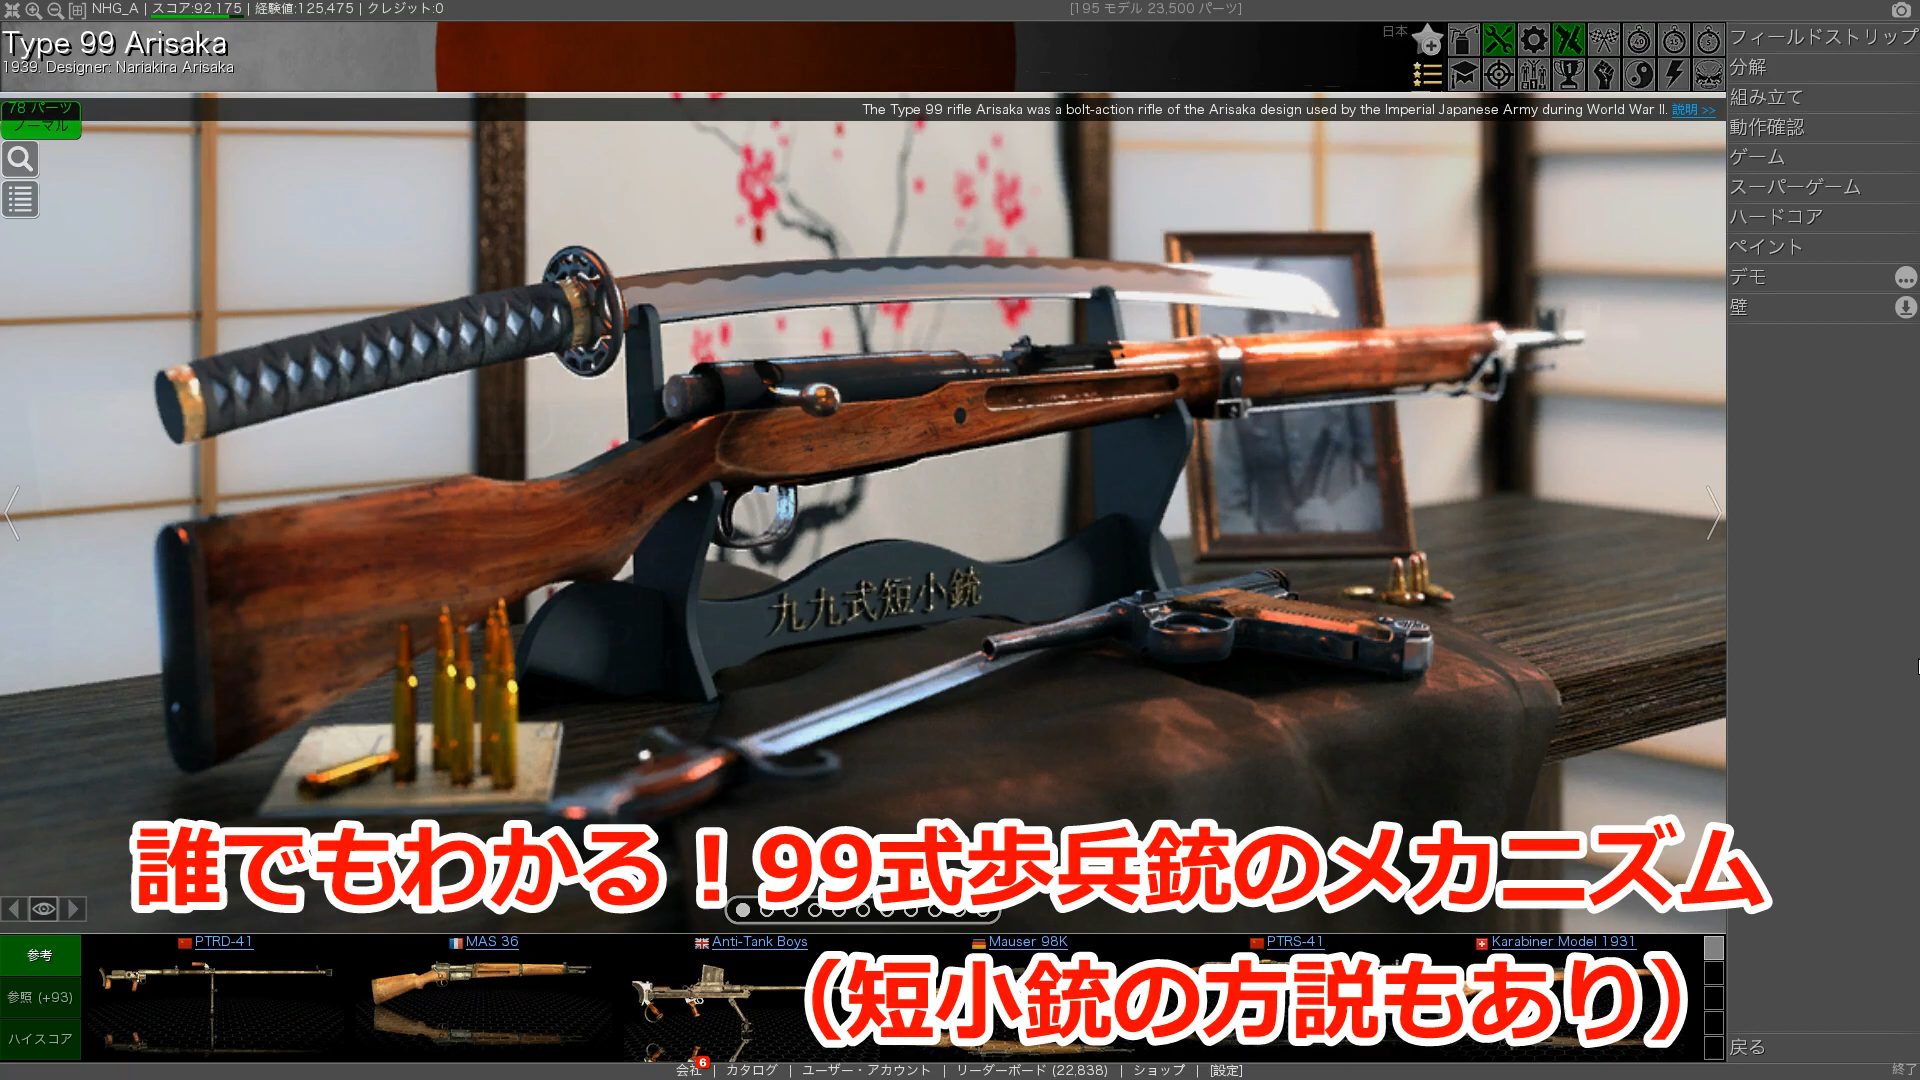 NHG_A | スコア:92,175 | 経験値:125,475 | クレジット:0
[195 モデル 23,500 パーツ]
Type 99 Arisaka
1939. Designer: Nariakira Arisaka
日本
フィールドストリップ
分解
組み立て
動作確認
ゲーム
スーパーゲーム
ハードコア
ペイント
デモ
壁
78 パーツ
ノーマル
The Type 99 rifle Arisaka was a bolt-action rifle of the Arisaka design used by the Imperial Japanese Army during World War II. 説明 >>
九九式短小銃
誰でもわかる！99式歩兵銃のメカニズム
（短小銃の方説もあり）
参考
参照 (+93)
ハイスコア
PTRD-41
MAS 36
Anti-Tank Boys
Mauser 98K
PTRS-41
Karabiner Model 1931
戻る
6
会社 | カタログ | ユーザー・アカウント | リーダーボード (22,838) | ショップ | [設定]
終了